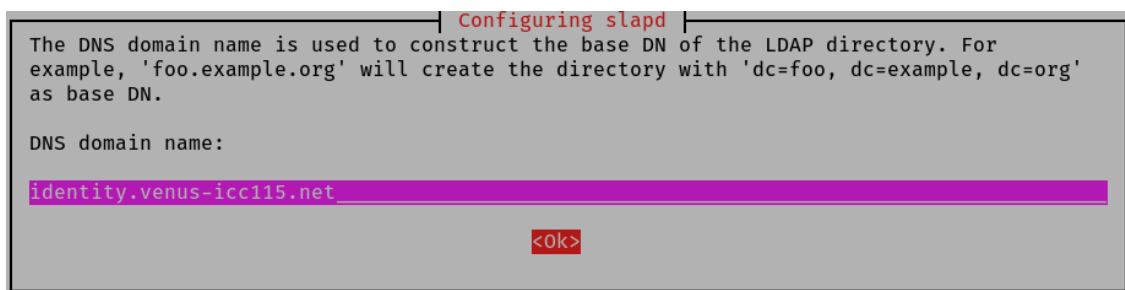 Configuring slapd
The DNS domain name is used to construct the base DN of the LDAP directory. For
example, 'foo.example.org' will create the directory with 'dc=foo, dc=example, dc=org'
as base DN.
DNS domain name:
identity.venus-icc115.net
<Ok>